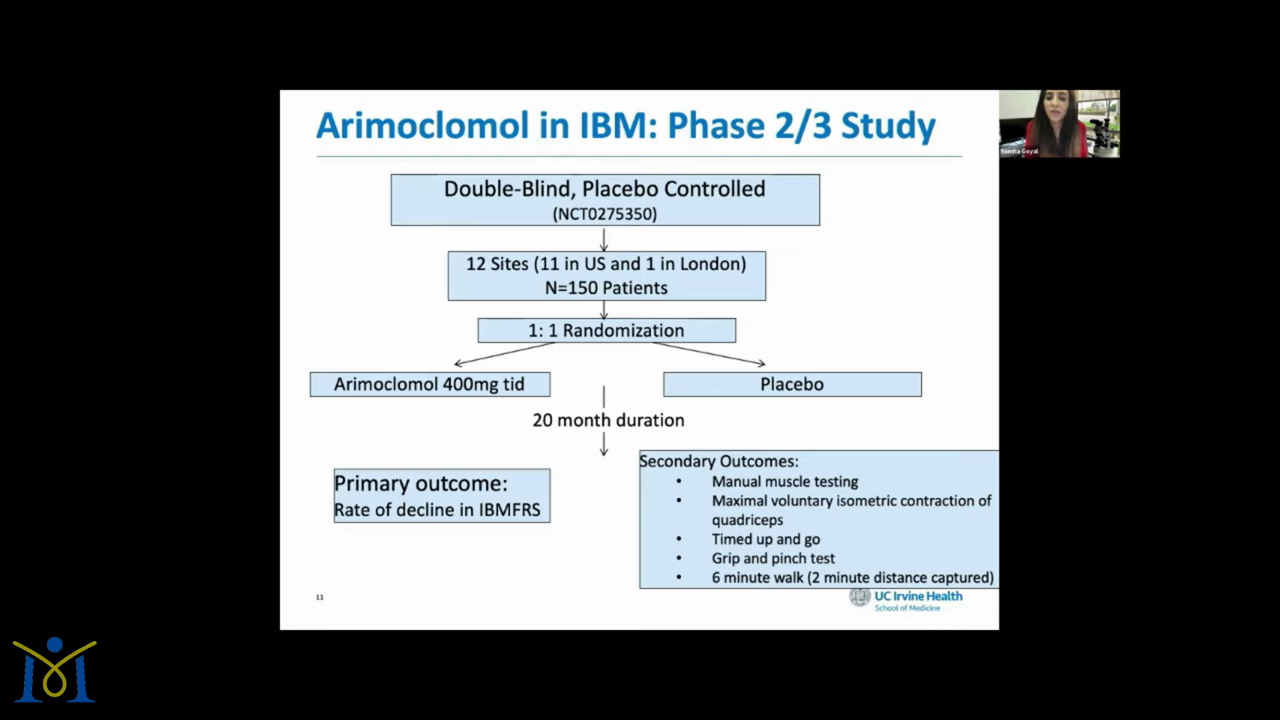 Arimoclomol in IBM: Phase 2/3 Study
Namita Goyal
Double-Blind, Placebo Controlled
(NCT0275350)
12 Sites (11 in US and 1 in London)
N=150 Patients
1: 1 Randomization
Arimoclomol 400mg tid
Placebo
20 month duration
Primary outcome:
Rate of decline in IBMFRS
Secondary Outcomes:
• Manual muscle testing
• Maximal voluntary isometric contraction of
quadriceps
• Timed up and go
• Grip and pinch test
• 6 minute walk (2 minute distance captured)
11
UC Irvine Health
School of Medicine